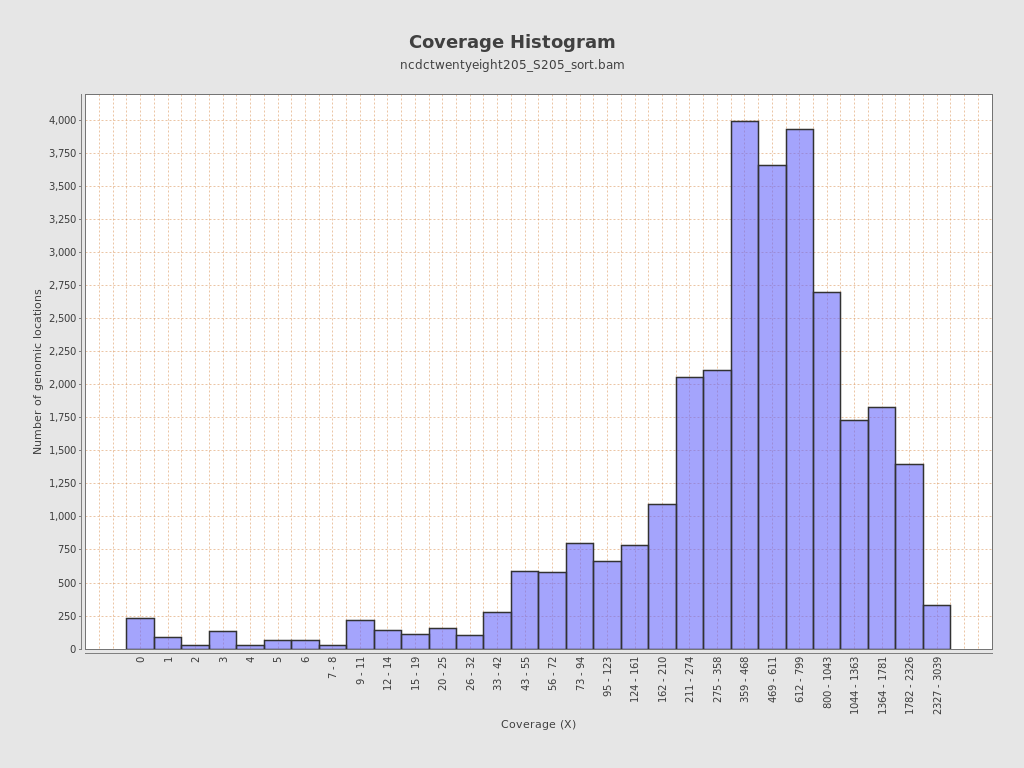 Coverage Histogram
ncdctwentyeight205_S205_sort.bam
Number of genomic locations
4,000
3,750
3,500
3,250
3,000
2,750
2,500
2,250
2,000
1,750
1,500
1,250
1,000
750
500
250
0
0
1
2
3
4
5
6
7 - 8
9 - 11
12 - 14
15 - 19
20 - 25
26 - 32
33 - 42
43 - 55
56 - 72
73 - 94
95 - 123
124 - 161
162 - 210
211 - 274
275 - 358
359 - 468
469 - 611
612 - 799
800 - 1043
1044 - 1363
1364 - 1781
1782 - 2326
2327 - 3039
Coverage (X)